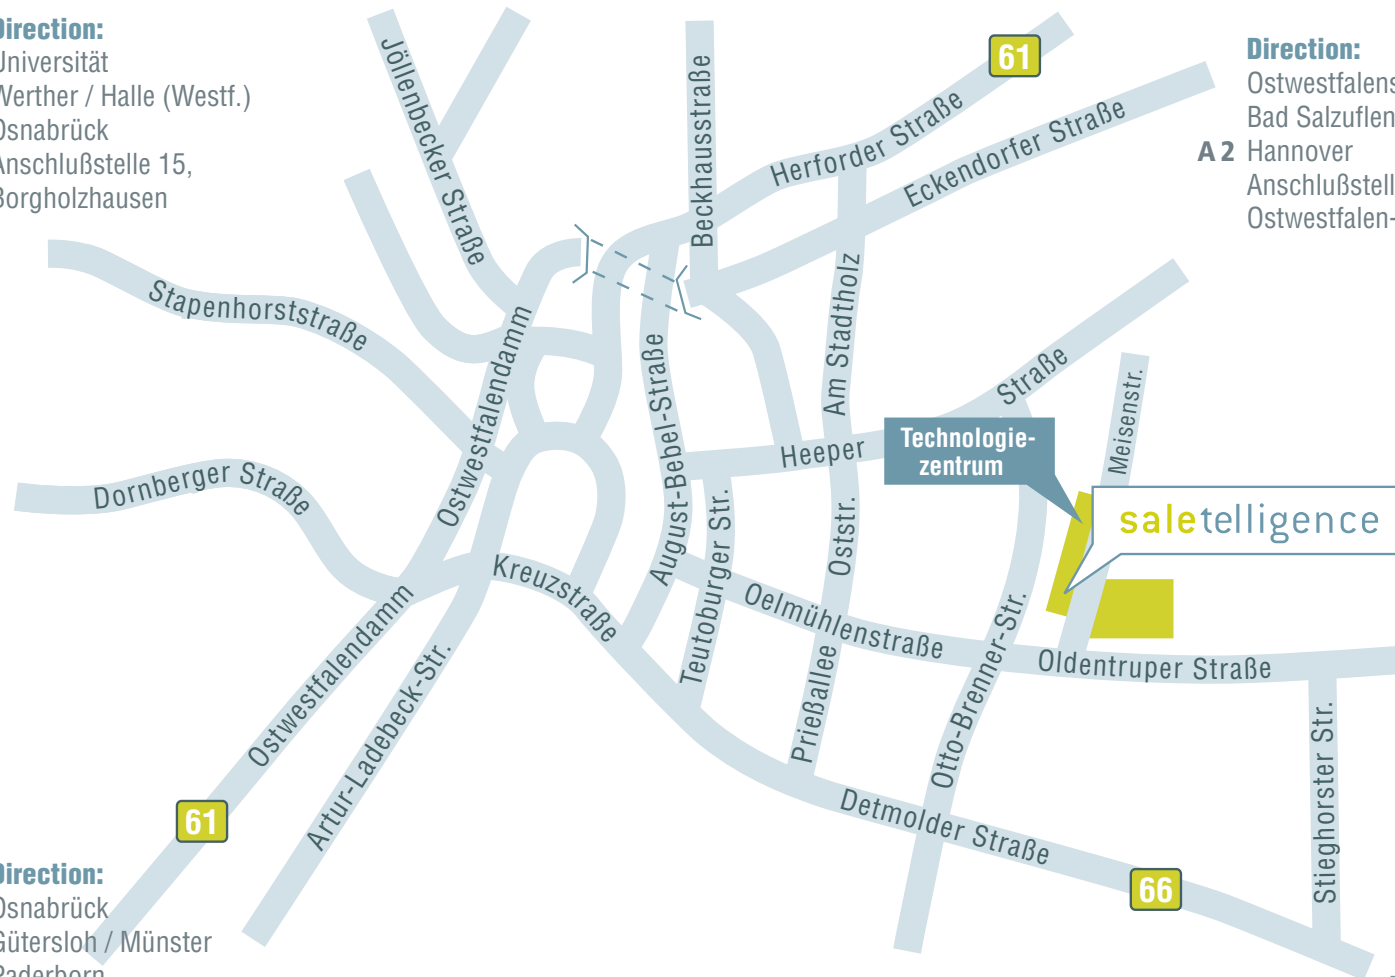 Direction:
Universität
Werther / Halle (Westf.)
Osnabrück
Anschlußstelle 15,
Borgholzhausen
Jöllenbecker Straße
Beckhausstraße
61
Herforder Straße
Eckendorfer Straße
Direction:
Ostwestfalens
Bad Salzuflen
A 2 Hannover
Anschlußstell
Ostwestfalen-
Stapenhorststraße
Ostwestfalendamm
August-Bebel-Straße
Am Stadtholz
Heeper
Straße
Meisenstr.
Technologie-
zentrum
saletelligence
Dornberger Straße
Kreuzstraße
Teutoburger Str.
Oststr.
Oelmühlenstraße
Prießallee
Otto-Brenner-Str.
Oldentruper Straße
Ostwestfalendamm
Artur-Ladebeck-Str.
61
Detmolder Straße
66
Stieghorster Str.
Direction:
Osnabrück
Gütersloh / Münster
Paderborn